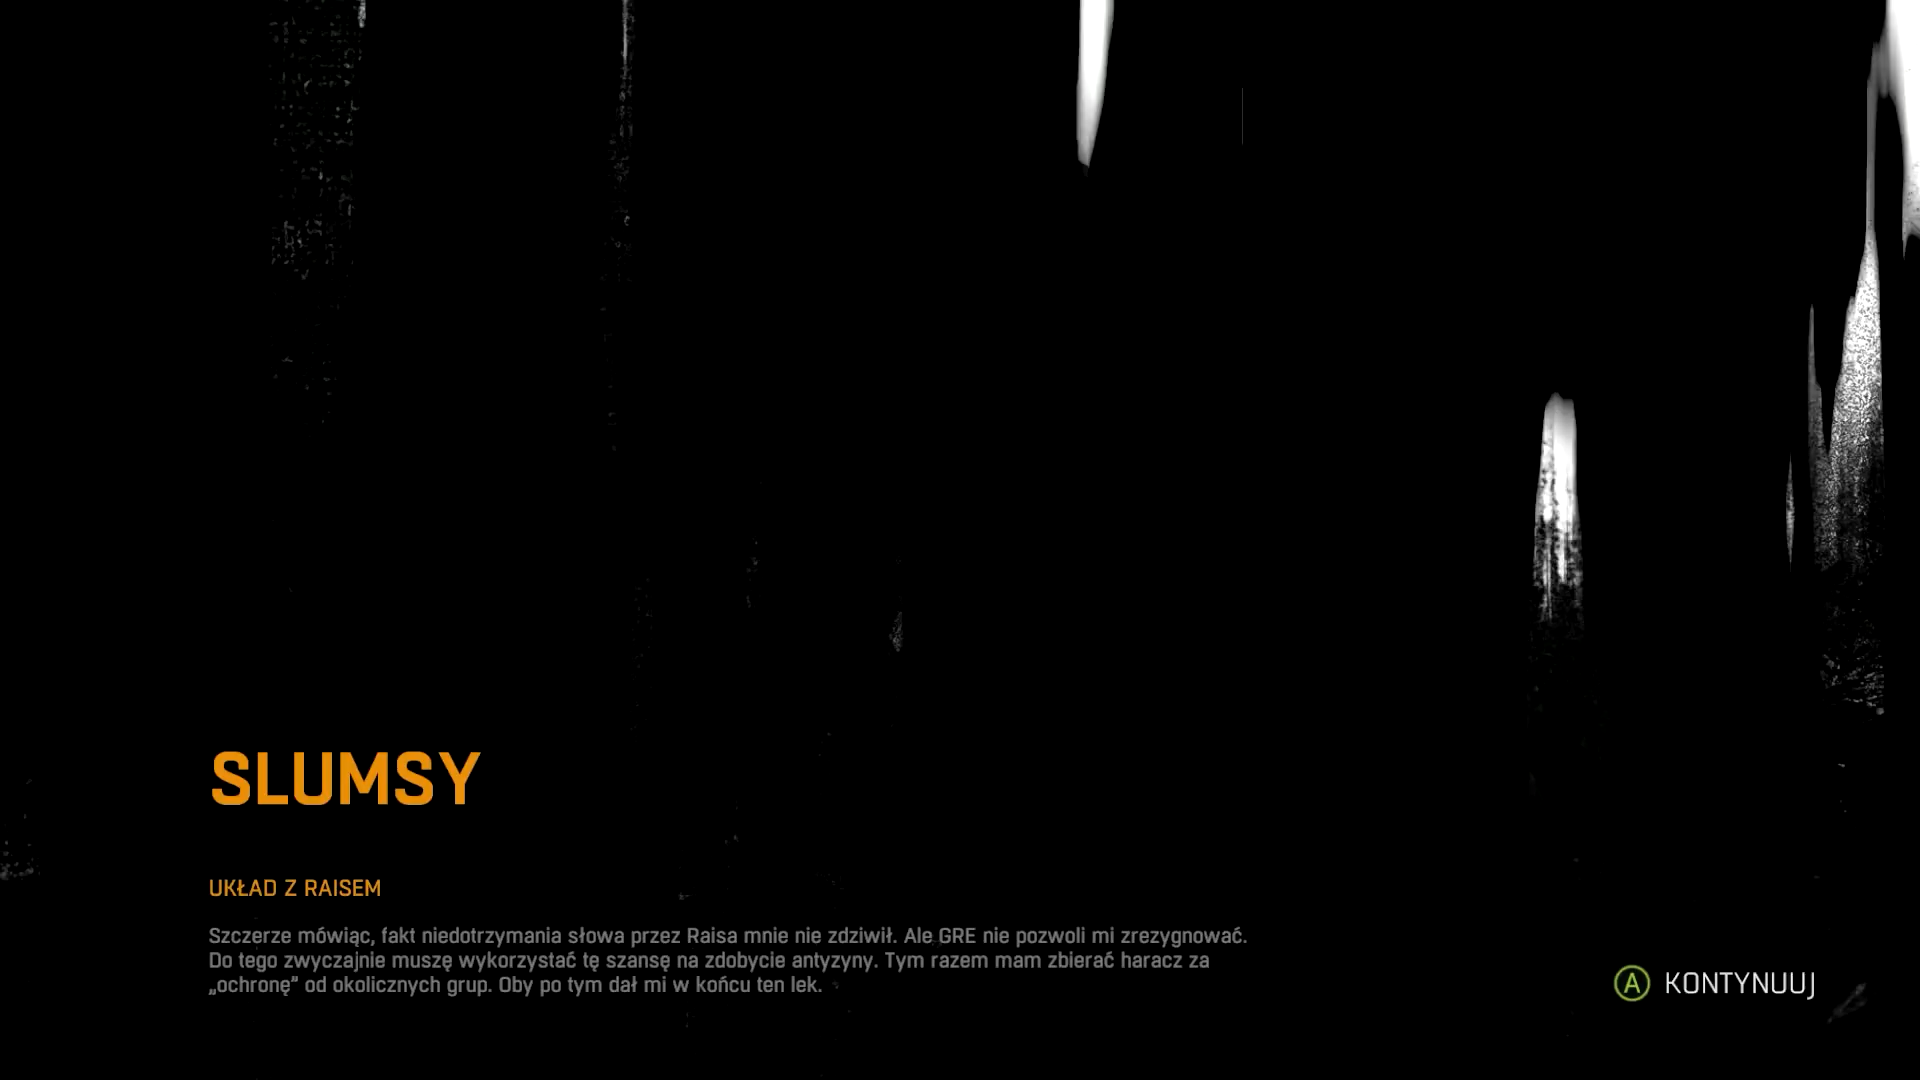 SLUMSY
UKŁAD Z RAISEM
Szczerze mówiąc, fakt niedotrzymania słowa przez Raisa mnie nie zdziwił. Ale GRE nie pozwoli mi zrezygnować.
Do tego zwyczajnie muszę wykorzystać tę szansę na zdobycie antyzyny. Tym razem mam zbierać haracz za
„ochronę” od okolicznych grup. Oby po tym dał mi w końcu ten lek.
A KONTYNUUJ